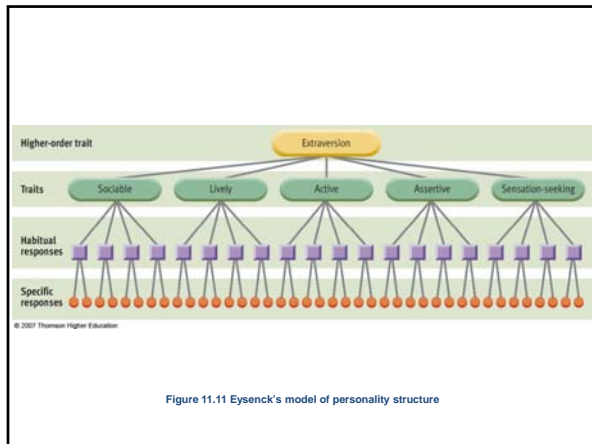 Higher-order trait
Extraversion
Traits
Sociable
Lively
Active
Assertive
Sensation-seeking
Habitual
responses
Specific
responses
© 2007 Thomson Higher Education
Figure 11.11 Eysenck's model of personality structure